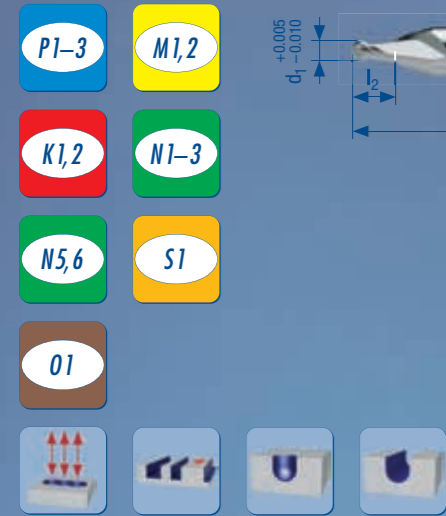 P1–3 M1,2
+0.005
d1 –0.010
l2
K1,2 N1–3
N5,6 S1
O1